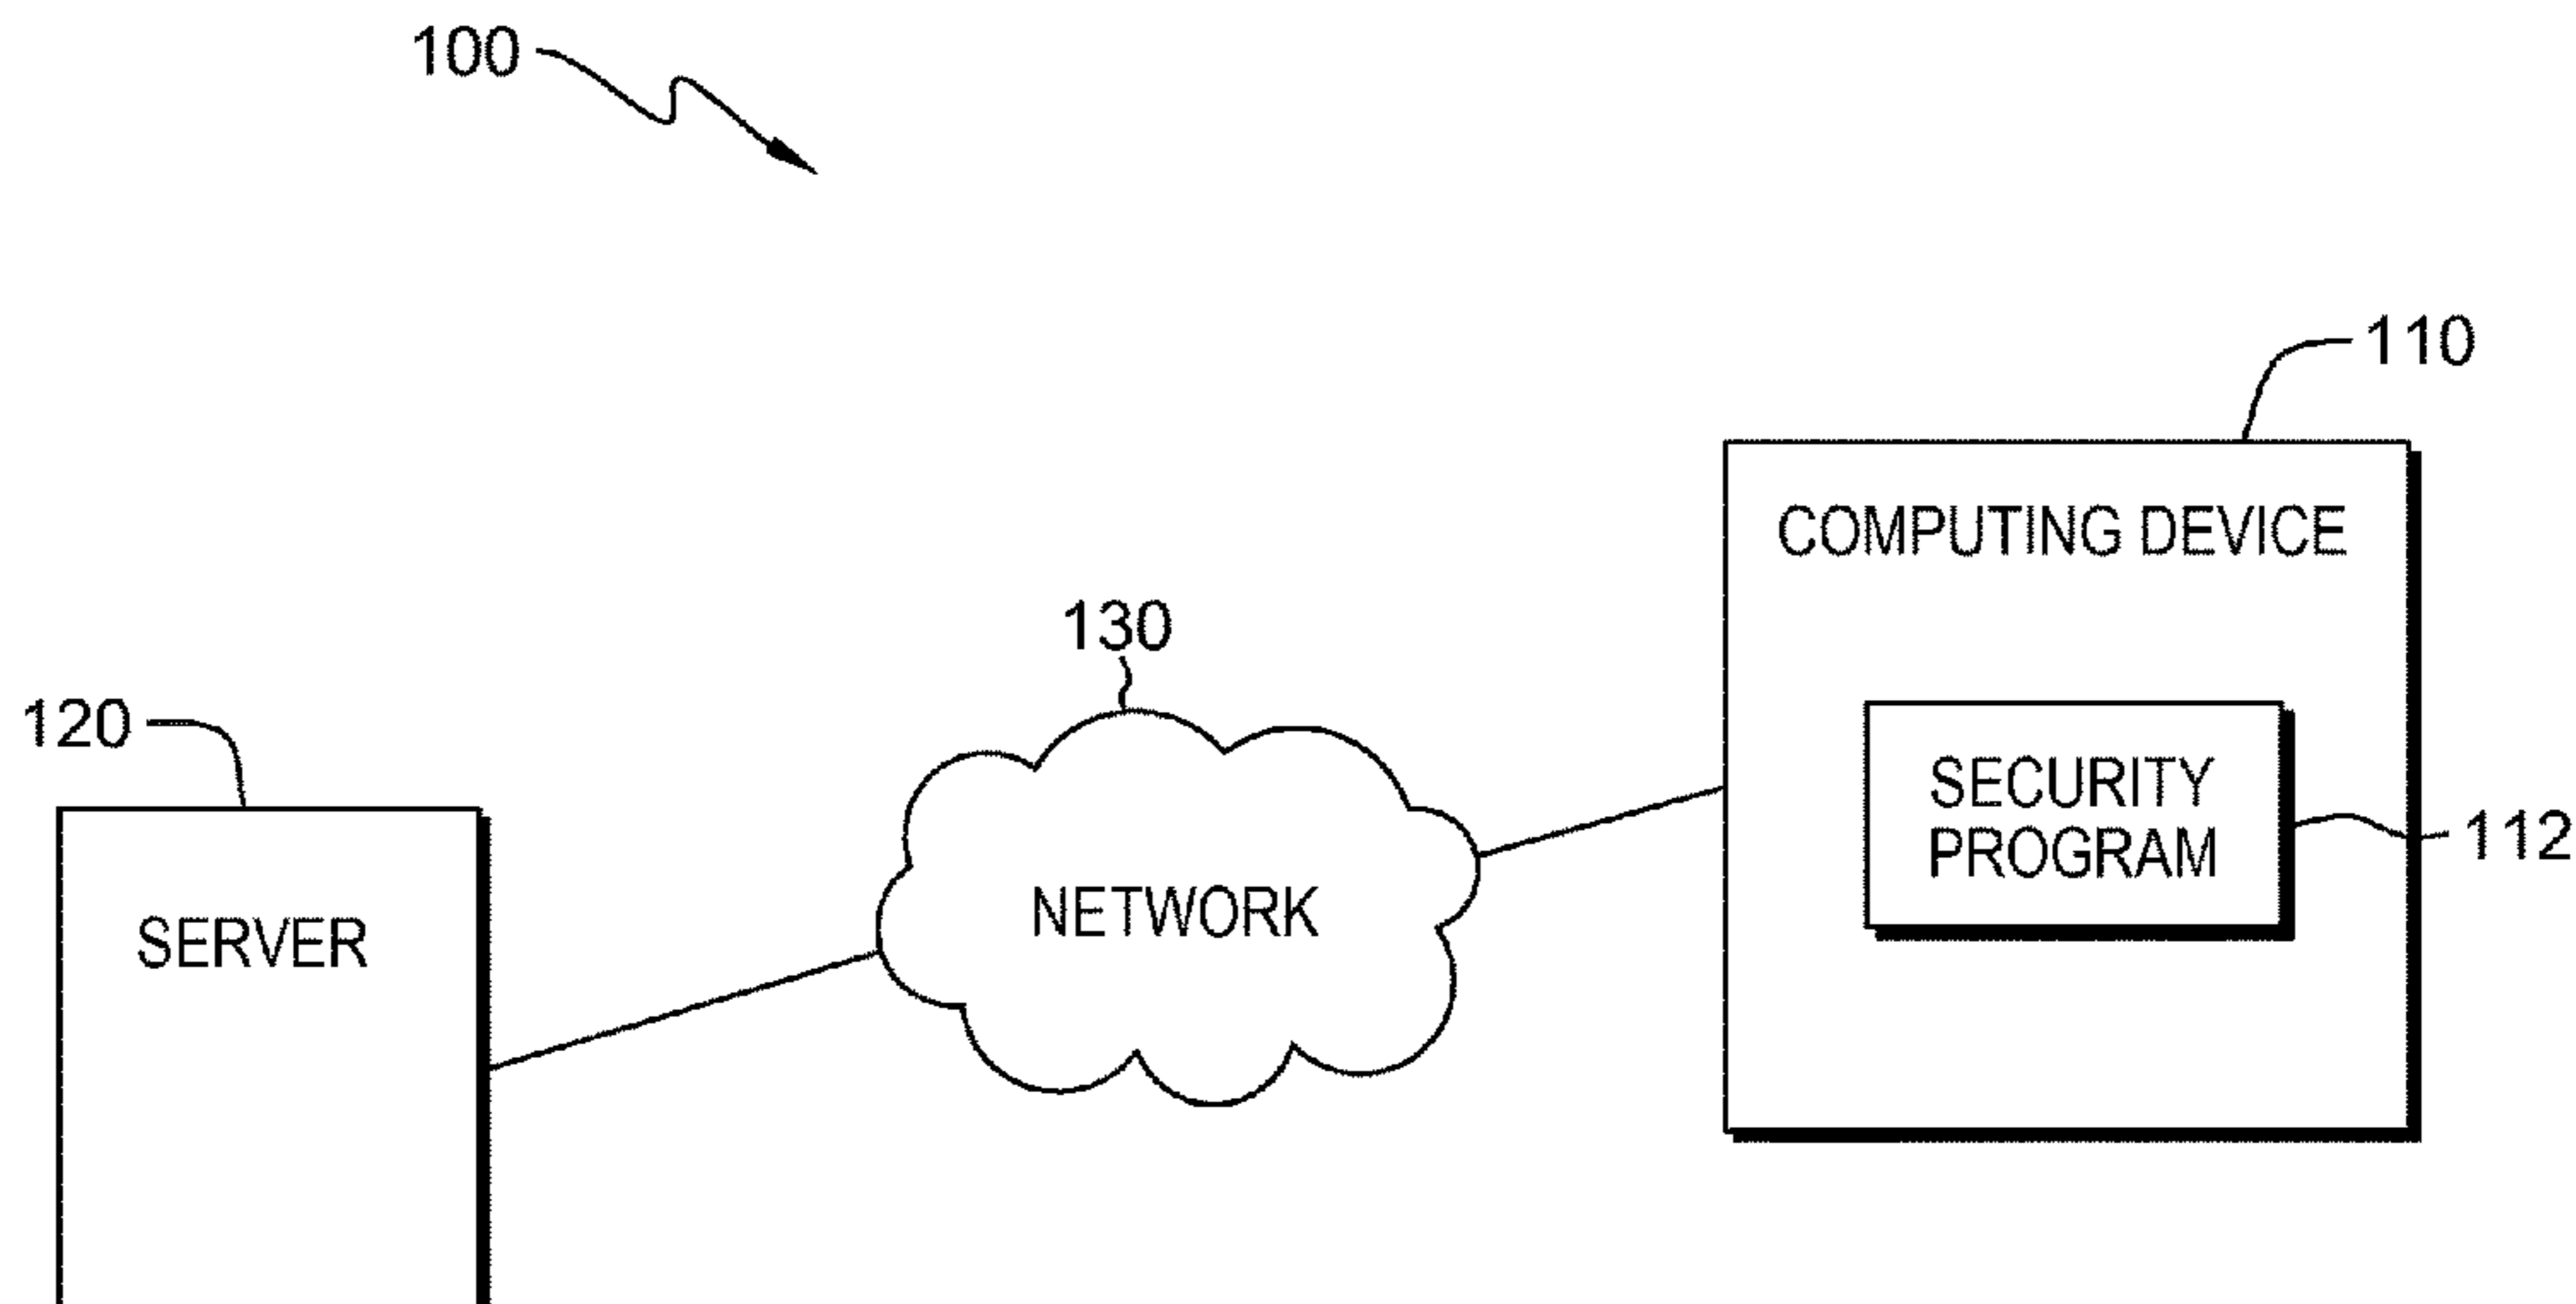 100
110
COMPUTING DEVICE
130
120
SECURITY
PROGRAM
112
NETWORK
SERVER